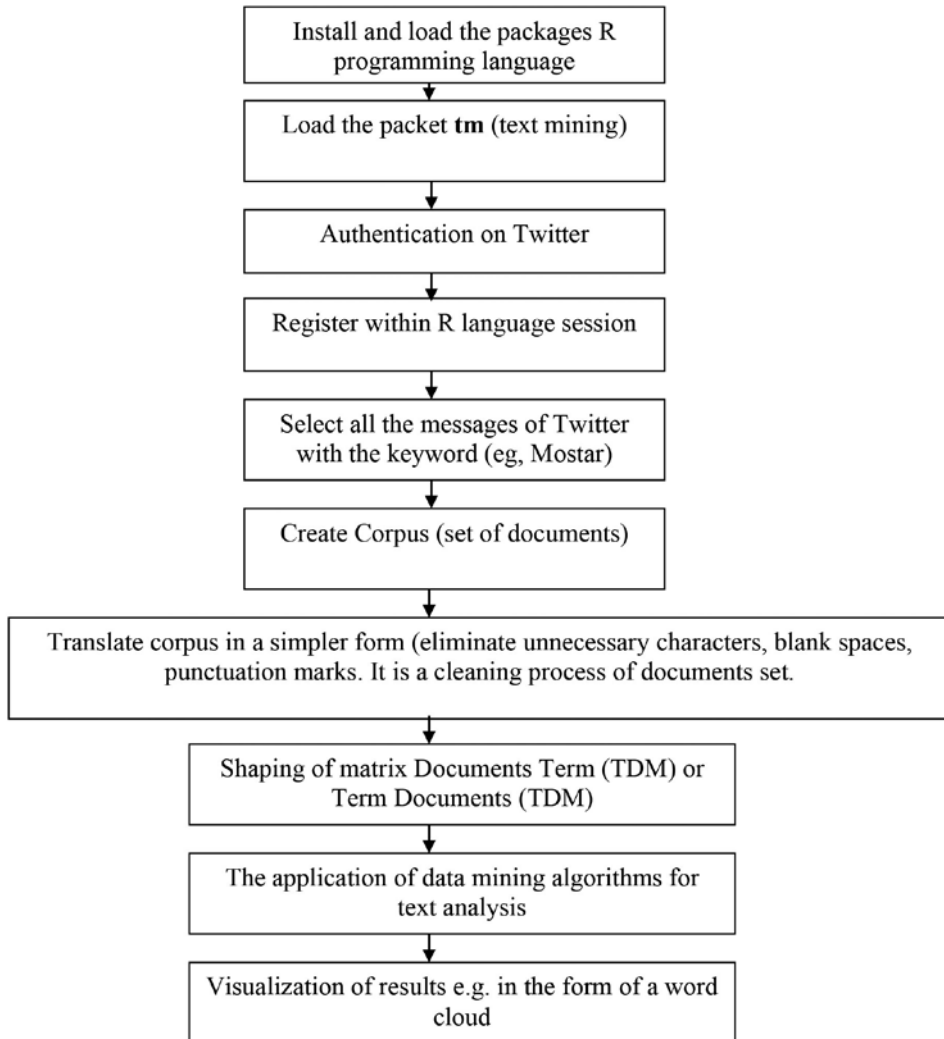 Install and load the packages R
programming language
Load the packet tm (text mining)
Authentication on Twitter
Register within R language session
Select all the messages of Twitter
with the keyword (eg, Mostar)
Create Corpus (set of documents)
Translate corpus in a simpler form (eliminate unnecessary characters, blank spaces,
punctuation marks. It is a cleaning process of documents set.
Shaping of matrix Documents Term (TDM) or
Term Documents (TDM)
The application of data mining algorithms for
text analysis
Visualization of results e.g. in the form of a word
cloud